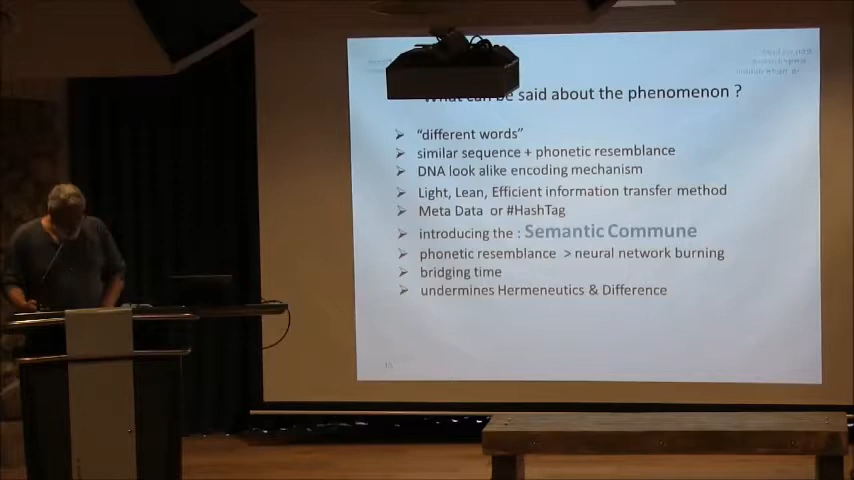 be said about the phenomenon ?
➢ "different words"
➢ similar sequence + phonetic resemblance
➢ DNA look alike encoding mechanism
➢ Light, Lean, Efficient information transfer method
➢ Meta Data or #HashTag
➢ introducing the : Semantic Commune
➢ phonetic resemblance > neural network burning
➢ bridging time
➢ undermines Hermeneutics & Difference